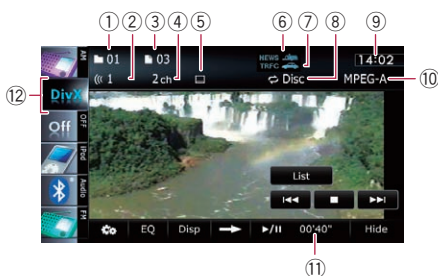 ① ② ③ ④ ⑤ ⑥ ⑦ ⑧ ⑨
01 03 NEWS 14:02
TRFC
1 2 ch Disc MPEG-A ⑩
⑫
AM
DivX
Off
OFF
iPod
Audio
FM
List
EQ Disp 00'40" Hide
⑪